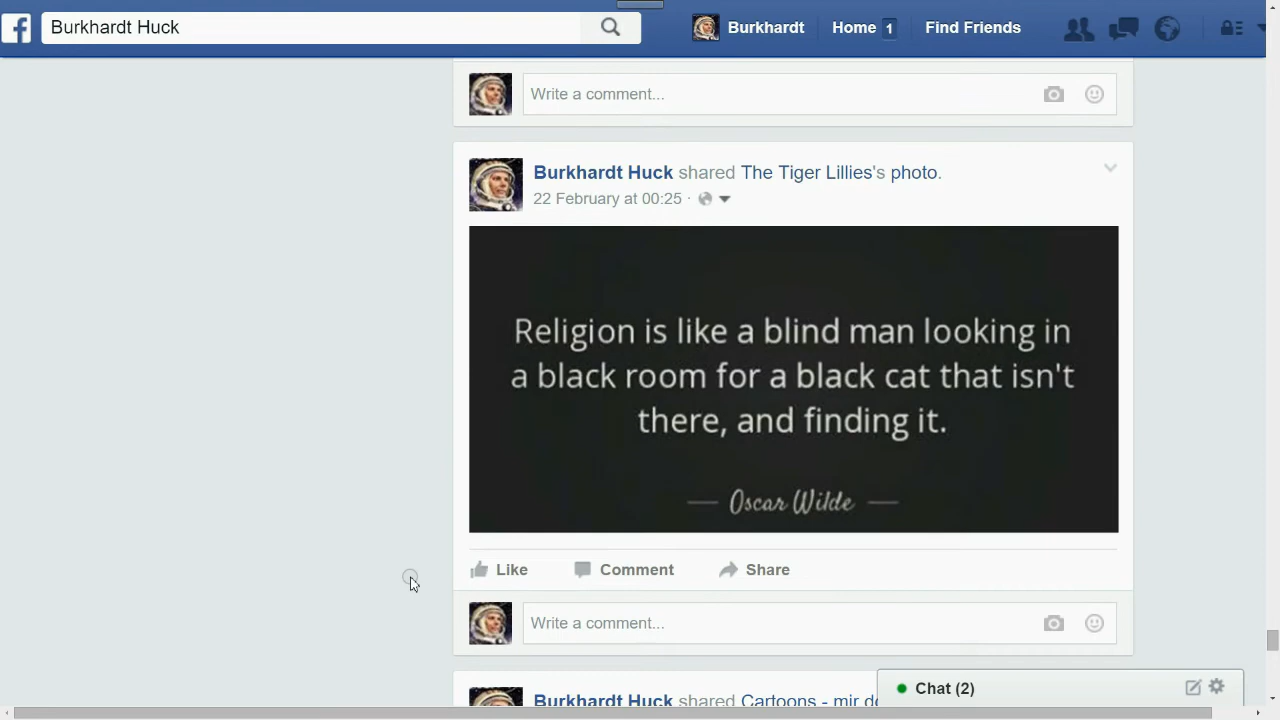 Burkhardt Huck
Burkhardt
Home 1
Find Friends
Write a comment...
Burkhardt Huck shared The Tiger Lillies's photo.
22 February at 00:25 ·
Religion is like a blind man looking in
a black room for a black cat that isn't
there, and finding it.
Oscar Wilde
Like Comment Share
Write a comment...
Burkhardt Huck shared Cartoons - mir
Chat (2)